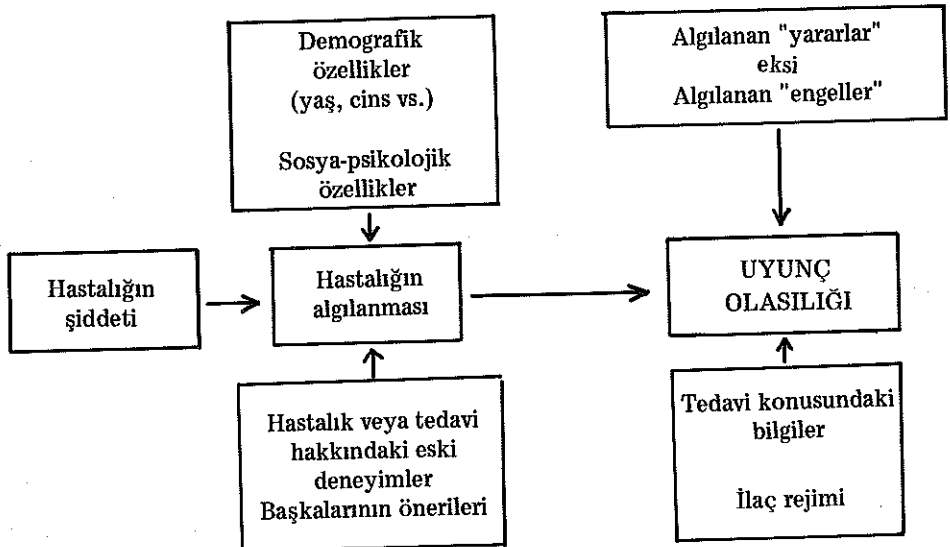 Demografik
özellikler
(yaş, cins vs.)
Sosya-psikolojik
özellikler
Algılanan "yararlar"
eksi
Algılanan "engeller"
Hastalığın
şiddeti
Hastalığın
algılanması
UYUNÇ
OLASILIĞI
Hastalık veya tedavi
hakkındaki eski
deneyimler
Başkalarının önerileri
Tedavi konusundaki
bilgiler
İlaç rejimi